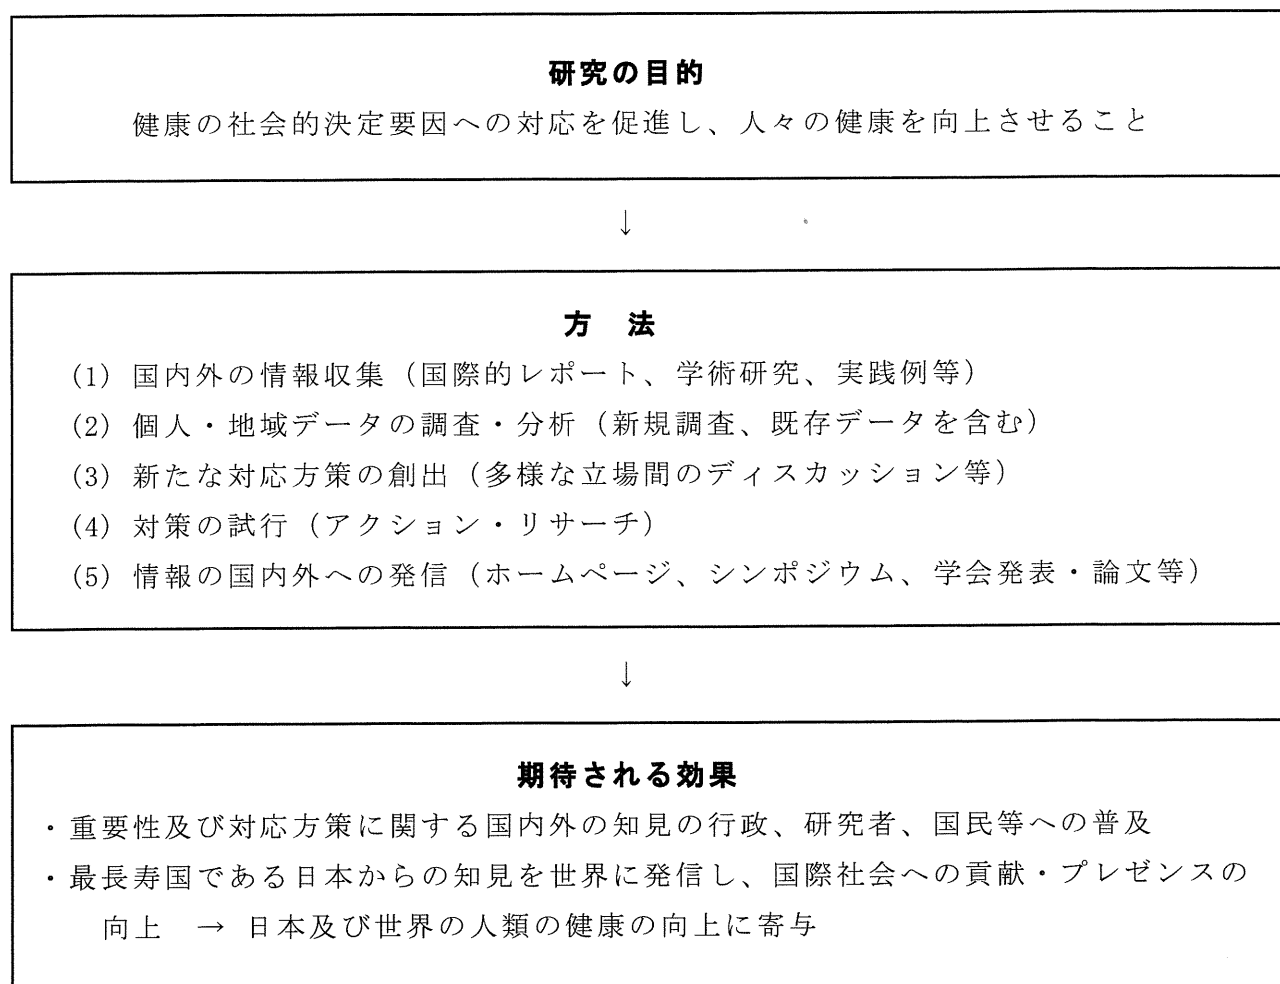 研究の目的
健康の社会的決定要因への対応を促進し、人々の健康を向上させること
↓
方　法
(1) 国内外の情報収集（国際的レポート、学術研究、実践例等）
(2) 個人・地域データの調査・分析（新規調査、既存データを含む）
(3) 新たな対応方策の創出（多様な立場間のディスカッション等）
(4) 対策の試行（アクション・リサーチ）
(5) 情報の国内外への発信（ホームページ、シンポジウム、学会発表・論文等）
↓
期待される効果
・重要性及び対応方策に関する国内外の知見の行政、研究者、国民等への普及
・最長寿国である日本からの知見を世界に発信し、国際社会への貢献・プレゼンスの
向上　→ 日本及び世界の人類の健康の向上に寄与